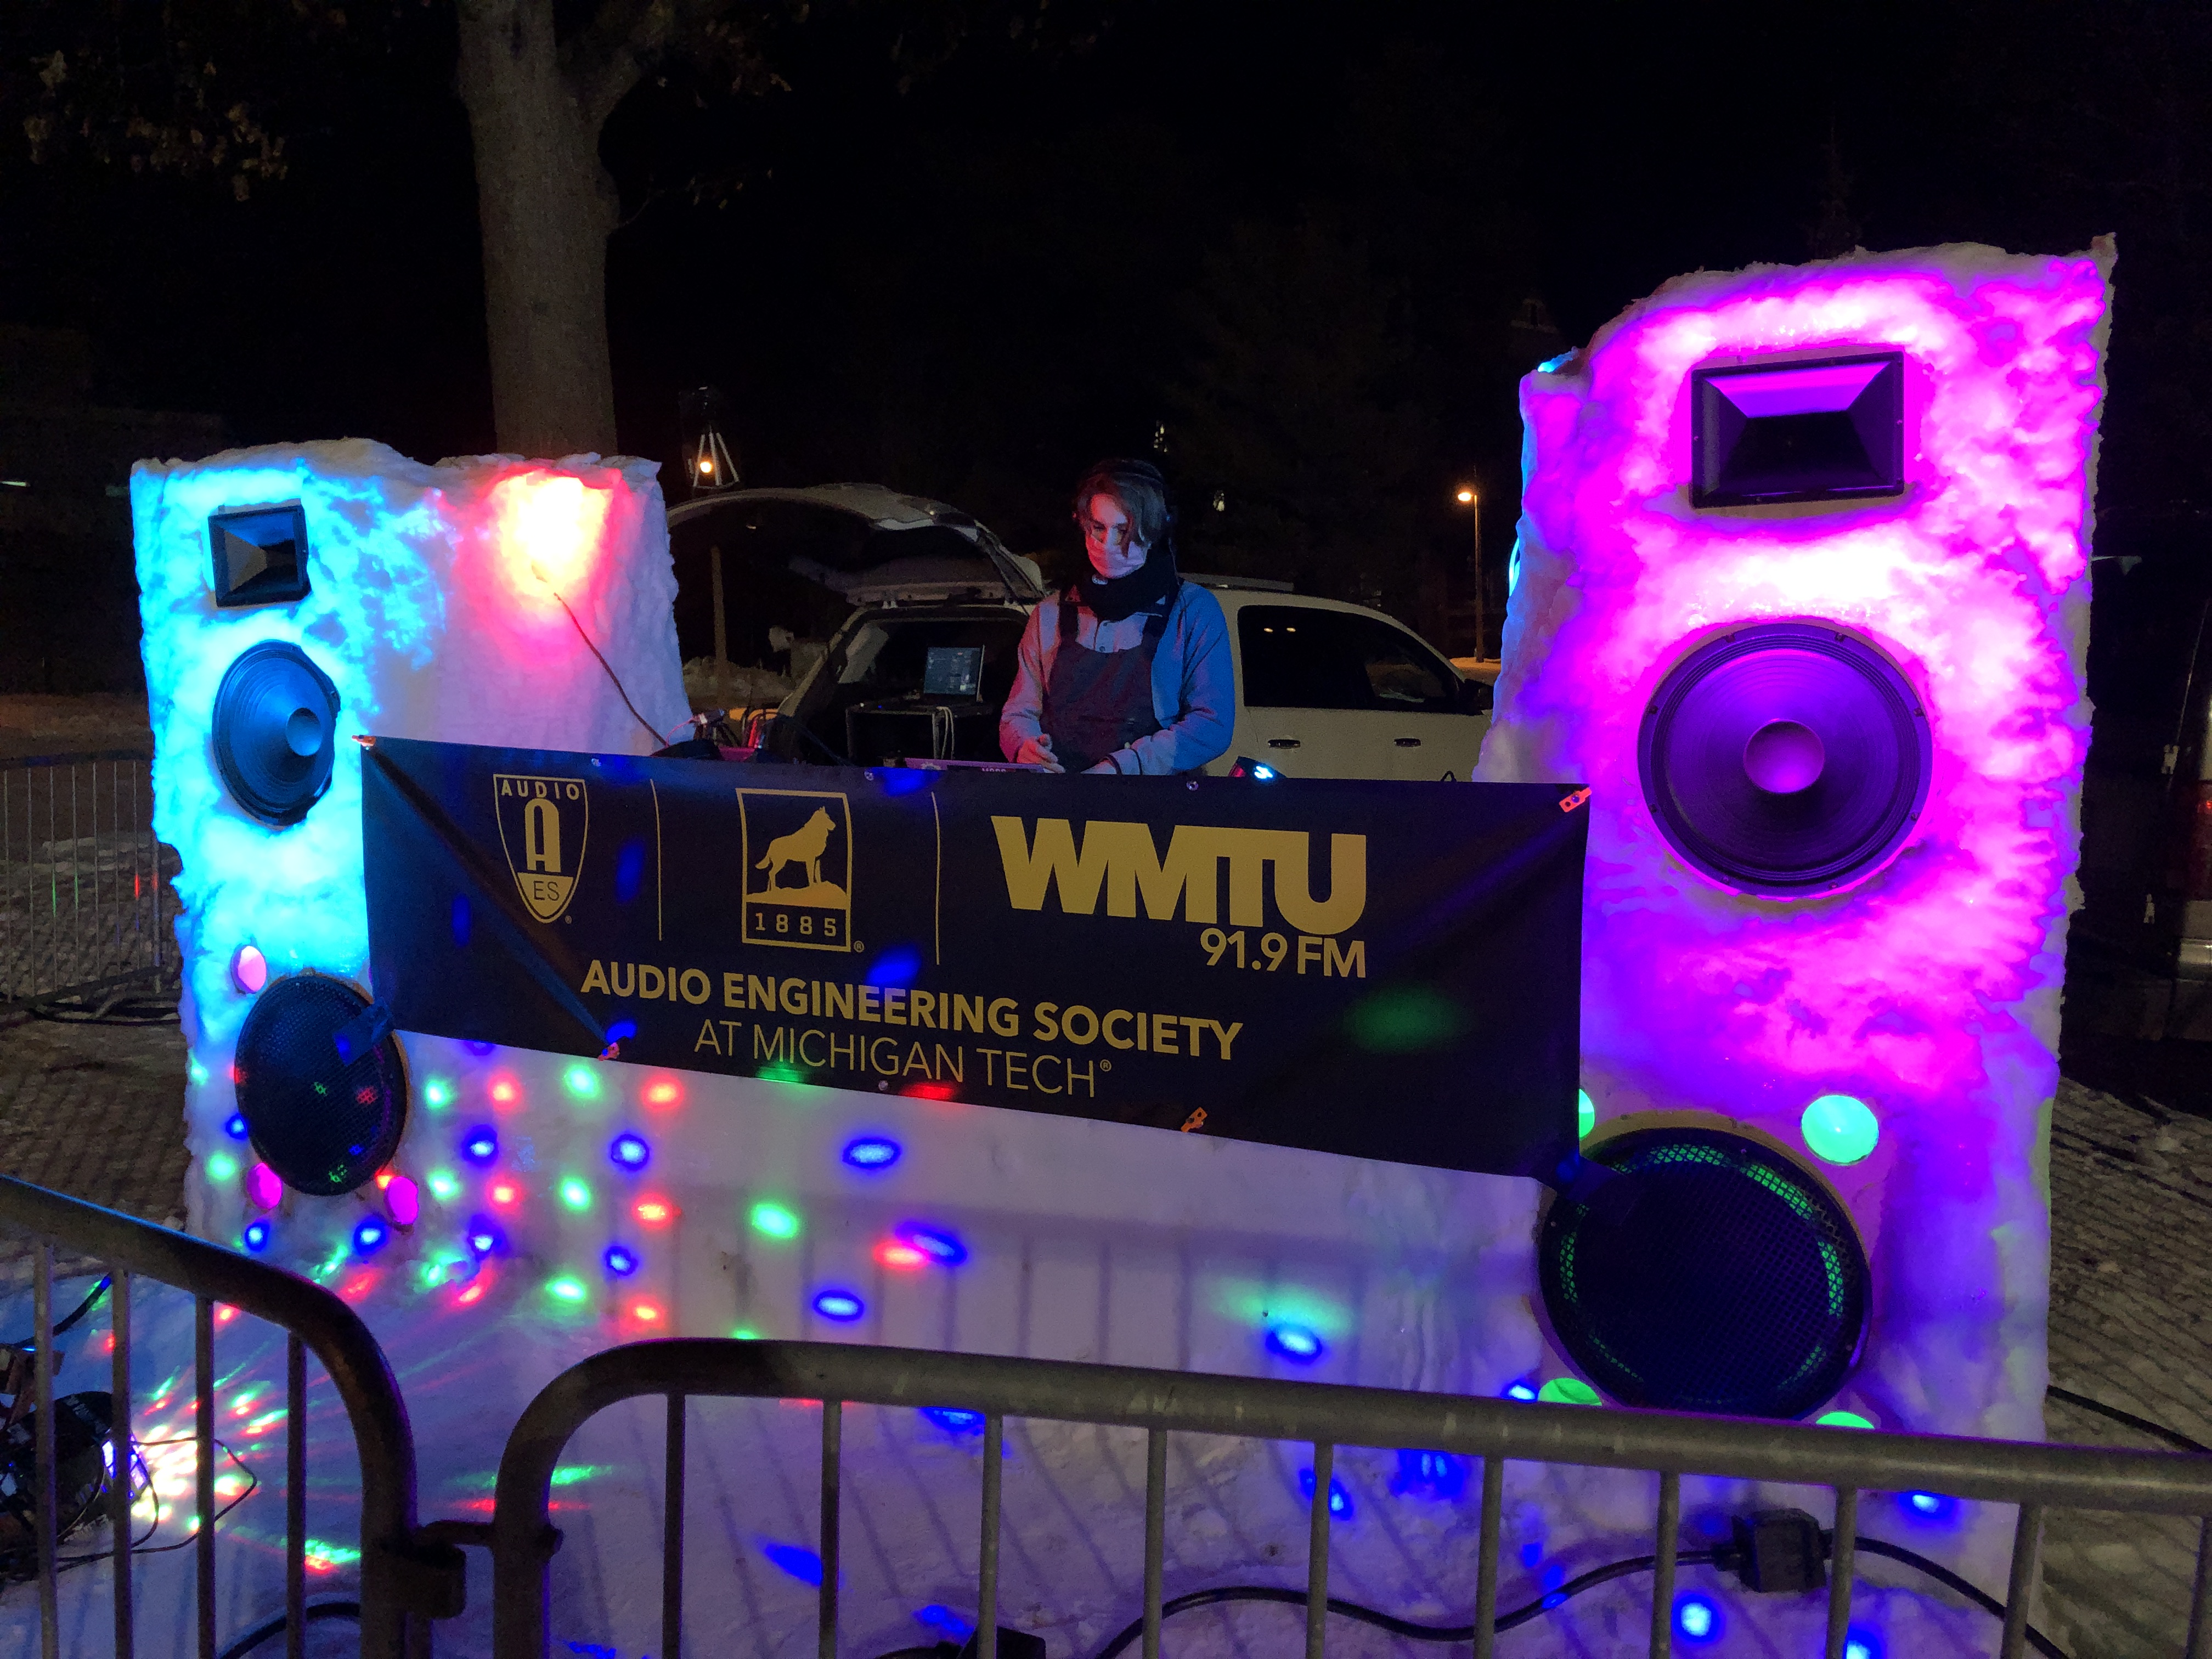 AUDIO
A
ES
®
1885
®
WMTU
91.9 FM
AUDIO ENGINEERING SOCIETY
AT MICHIGAN TECH®